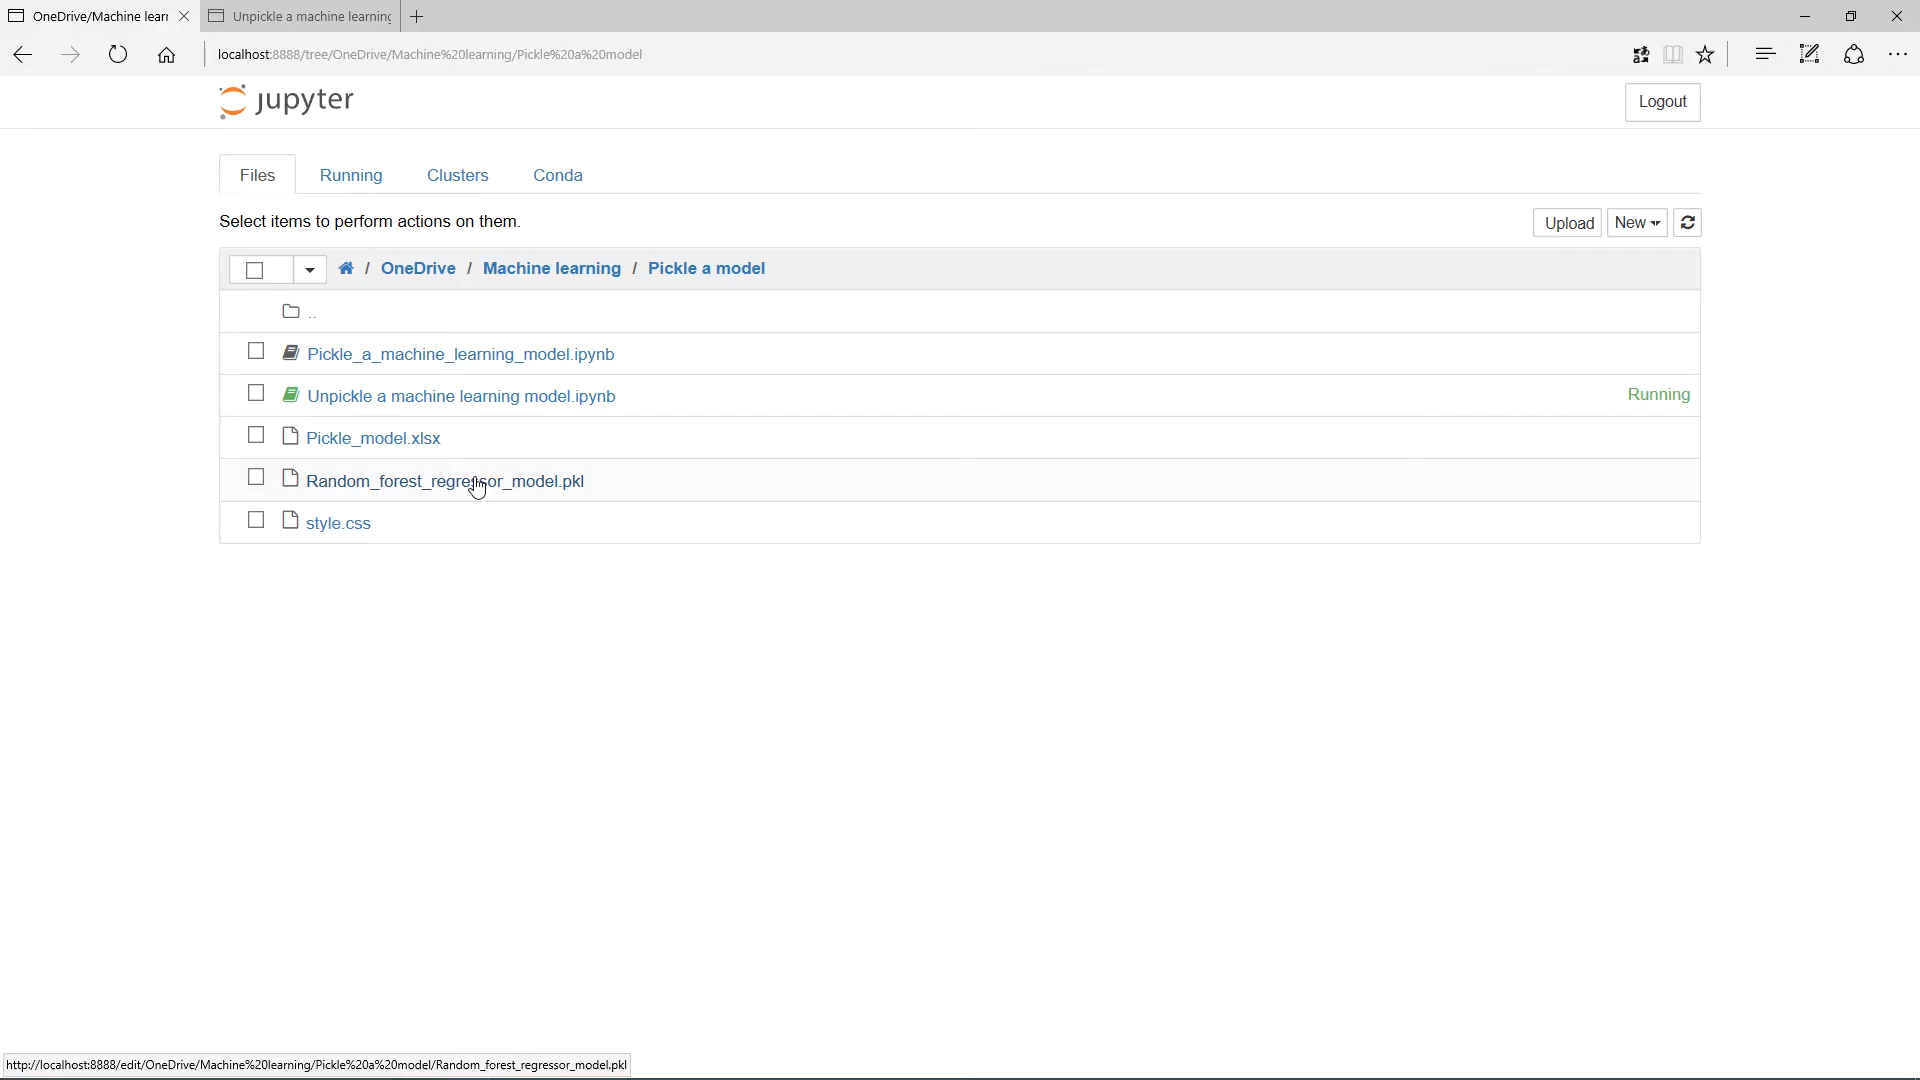 OneDrive/Machine lear
Unpickle a machine learning
localhost:8888/tree/OneDrive/Machine%20learning/Pickle%20a%20model
jupyter
Logout
Files Running Clusters Conda
Select items to perform actions on them.
Upload New
/ OneDrive / Machine learning / Pickle a model
..
Pickle_a_machine_learning_model.ipynb
Unpickle a machine learning model.ipynb Running
Pickle_model.xlsx
Random_forest_regressor_model.pkl
style.css
http://localhost:8888/edit/OneDrive/Machine%20learning/Pickle%20a%20model/Random_forest_regressor_model.pkl